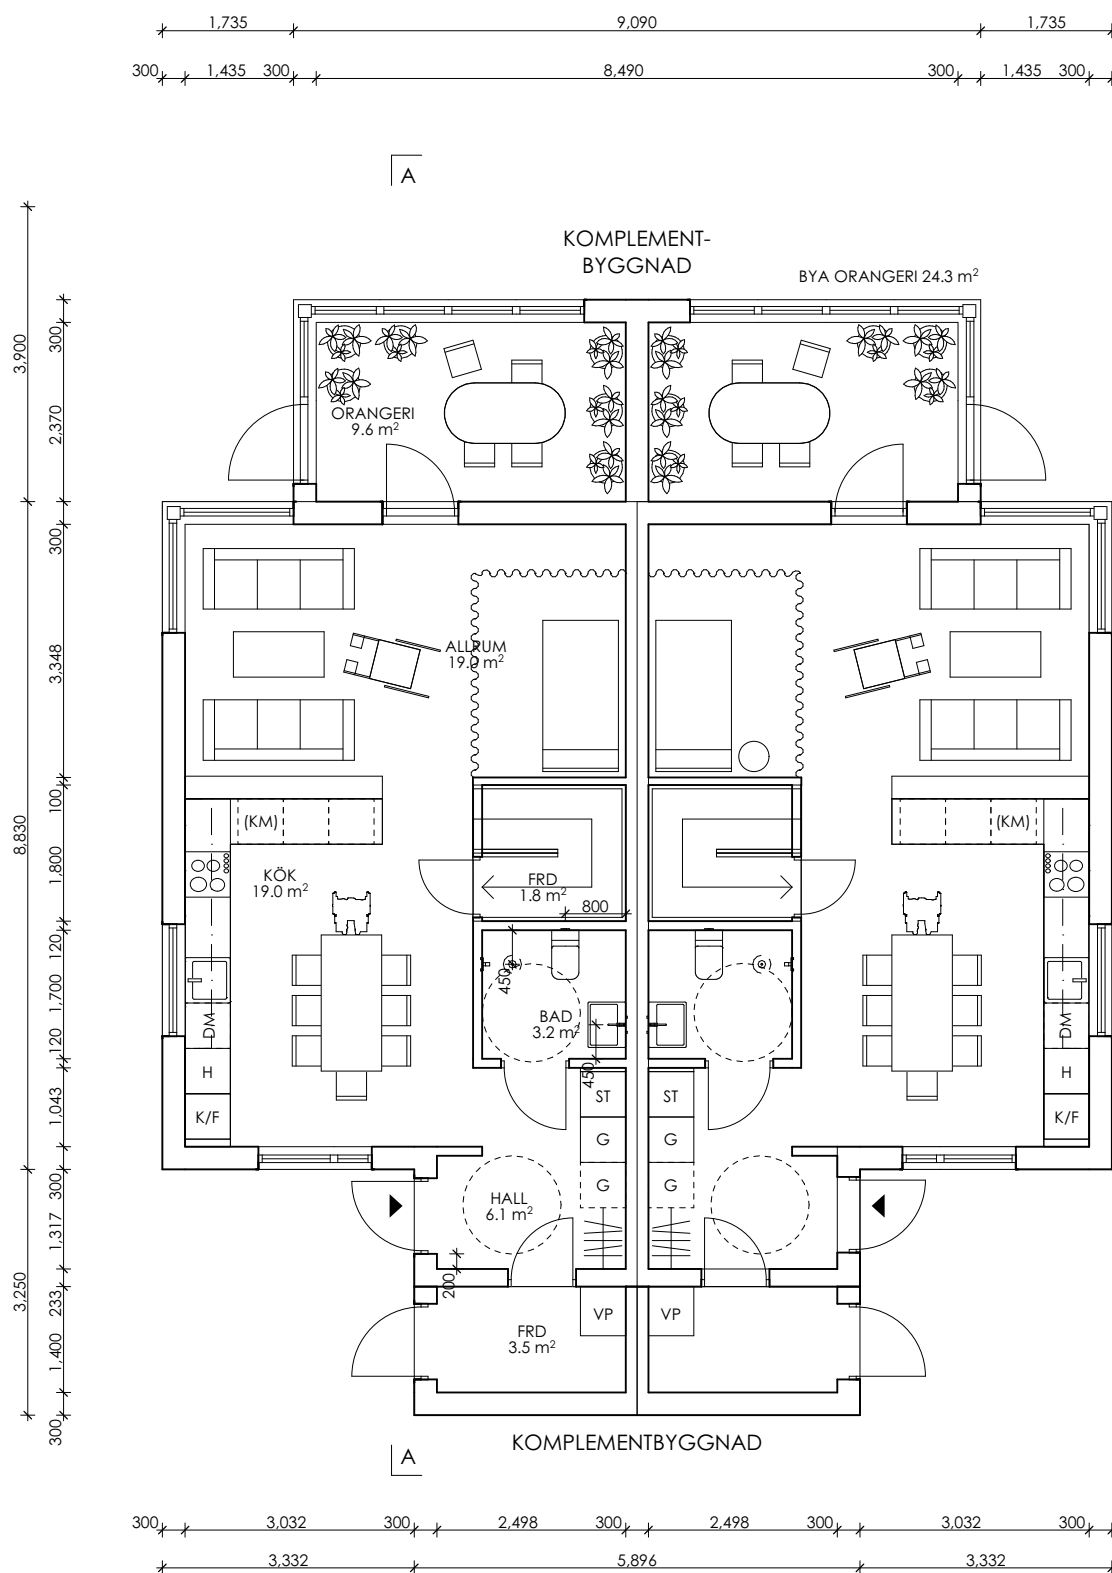 1,735 9,090 1,735
300 1,435 300 8,490 300 1,435 300
A
KOMPLEMENT-
BYGGNAD
BYA ORANGERI 24.3 m²
3,900
300
2,370
ORANGERI
9.6 m²
300
3,348
ALLRUM
19.0 m²
100
8,830
(KM) (KM)
1,800
KÖK
19.0 m²
FRD
1.8 m²
800
120
450
1,700
BAD
3.2 m²
DM DM
120
450
H H
ST ST
1,043
K/F K/F
G G
300
G G
HALL
6.1 m²
1,317
200
3,250
233
VP VP
FRD
3.5 m²
1,400
300
KOMPLEMENTBYGGNAD
A
300 3,032 300 2,498 300 2,498 300 3,032 300
3,332 5,896 3,332